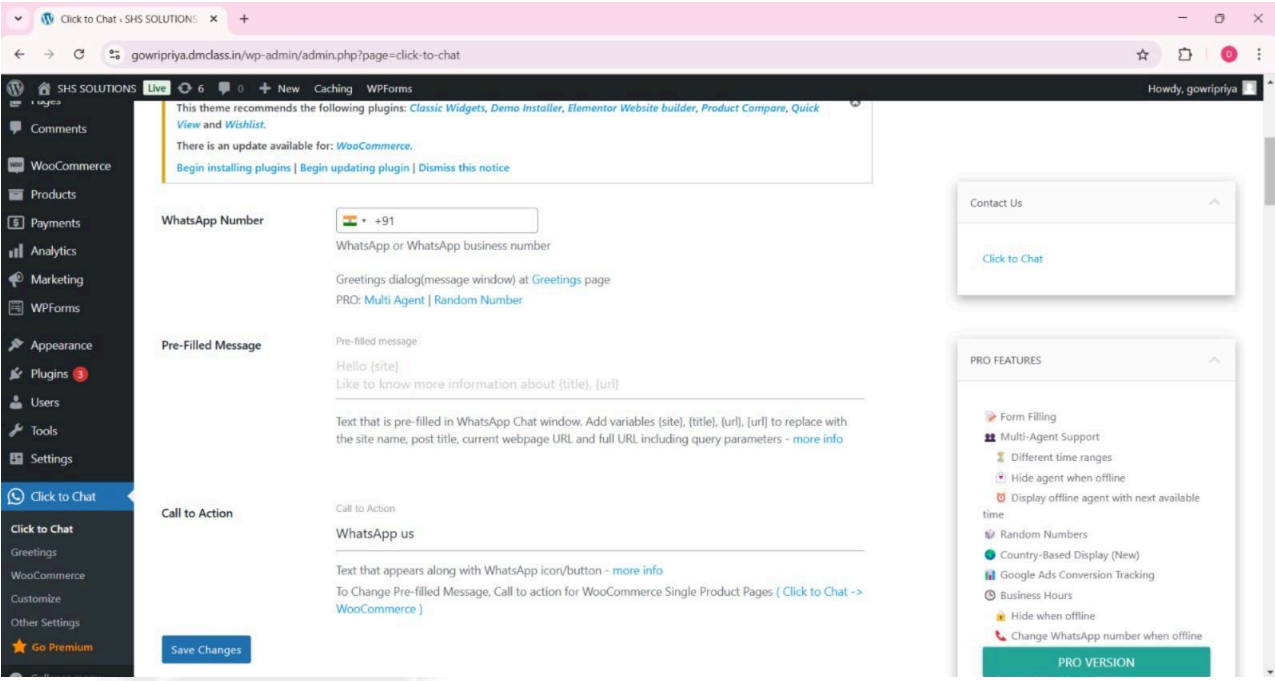 Click to Chat ‹ SHS SOLUTIONS
gowripriya.dmclass.in/wp-admin/admin.php?page=click-to-chat
SHS SOLUTIONS Live 6 0 New Caching WPForms
Howdy, gowripriya
Pages
Comments
WooCommerce
Products
Payments
Analytics
Marketing
WPForms
Appearance
Plugins 3
Users
Tools
Settings
Click to Chat
Click to Chat
Greetings
WooCommerce
Customize
Other Settings
Go Premium
Collapse menu
This theme recommends the following plugins: Classic Widgets, Demo Installer, Elementor Website builder, Product Compare, Quick
View and Wishlist.
There is an update available for: WooCommerce.
Begin installing plugins | Begin updating plugin | Dismiss this notice
WhatsApp Number
+91
WhatsApp or WhatsApp business number
Greetings dialog(message window) at Greetings page
PRO: Multi Agent | Random Number
Pre-Filled Message
Pre-filled message
Hello {site}
Like to know more information about {title}, {url}
Text that is pre-filled in WhatsApp Chat window. Add variables {site}, {title}, {url}, [url] to replace with
the site name, post title, current webpage URL and full URL including query parameters - more info
Call to Action
Call to Action
WhatsApp us
Text that appears along with WhatsApp icon/button - more info
To Change Pre-filled Message, Call to action for WooCommerce Single Product Pages ( Click to Chat ->
WooCommerce )
Save Changes
Contact Us
Click to Chat
PRO FEATURES
Form Filling
Multi-Agent Support
Different time ranges
Hide agent when offline
Display offline agent with next available
time
Random Numbers
Country-Based Display (New)
Google Ads Conversion Tracking
Business Hours
Hide when offline
Change WhatsApp number when offline
PRO VERSION